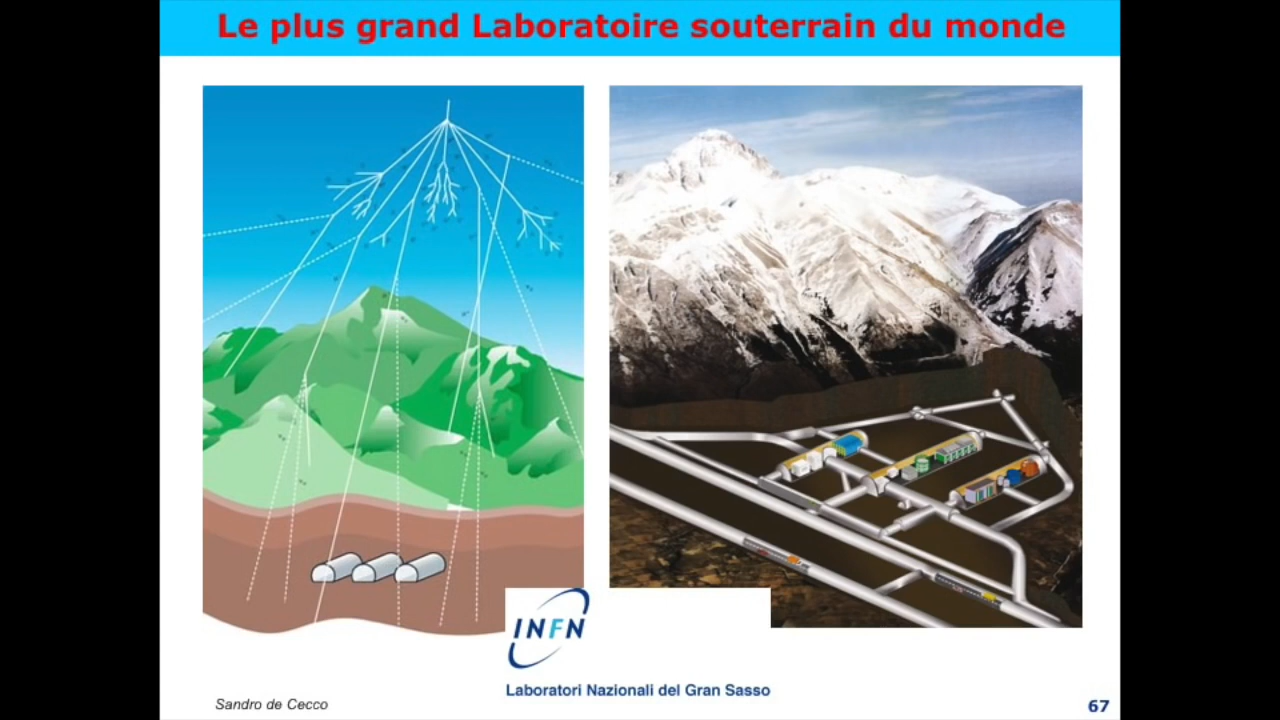 Le plus grand Laboratoire souterrain du monde
INFN
Laboratori Nazionali del Gran Sasso
Sandro de Cecco
67